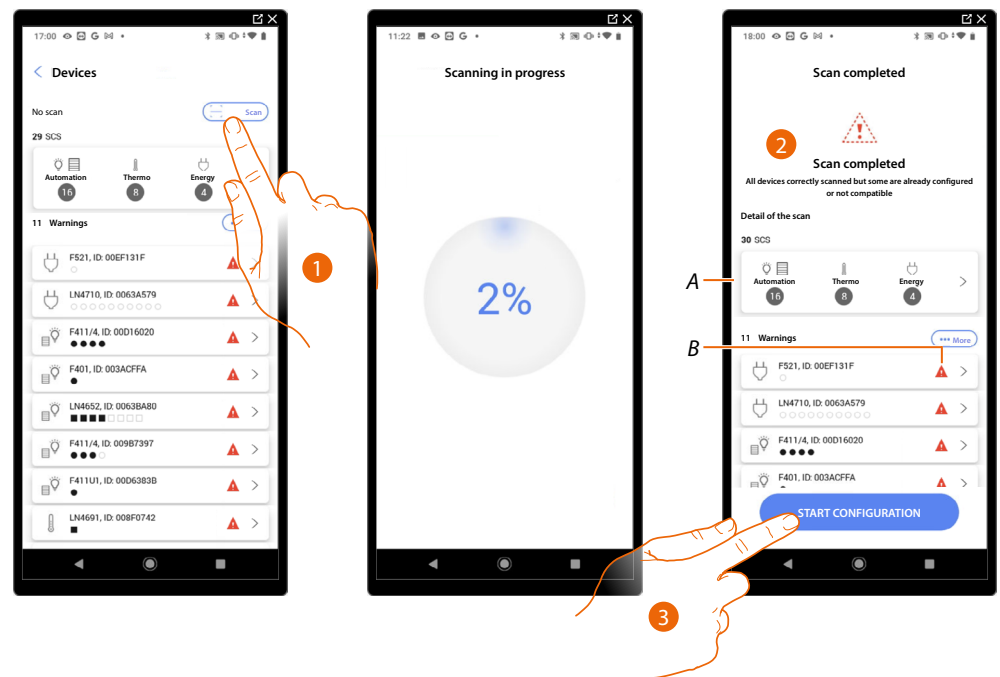 17:00 G
Devices
No scan
Scan
29 SCS
Automation Thermo Energy
16 8 4
11 Warnings
F521, ID: 00EF131F
LN4710, ID: 0063A579
F411/4, ID: 00D16020
F401, ID: 003ACFFA
LN4652, ID: 0063BA80
F411/4, ID: 009B7397
F411U1, ID: 00D6383B
LN4691, ID: 008F0742
1
11:22 G
Scanning in progress
2%
18:00 G
Scan completed
2
Scan completed
All devices correctly scanned but some are already configured
or not compatible
Detail of the scan
30 SCS
A
Automation Thermo Energy
16 8 4
11 Warnings
More
B
F521, ID: 00EF131F
LN4710, ID: 0063A579
F411/4, ID: 00D16020
F401, ID: 003ACFFA
START CONFIGURATION
3